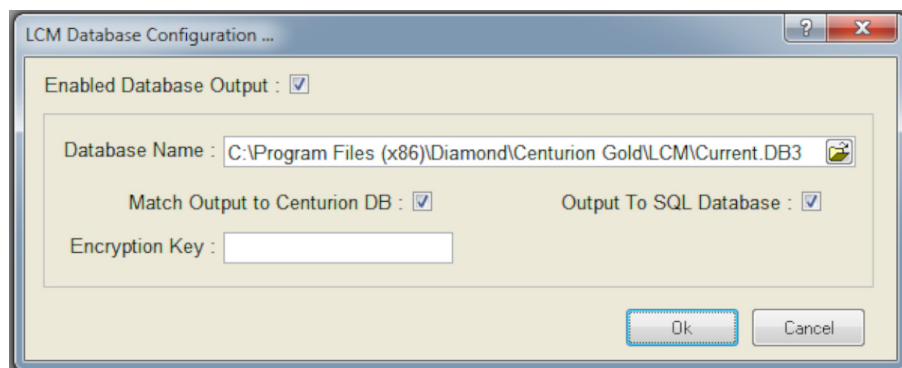 LCM Database Configuration ...
Enabled Database Output :
Database Name : C:\Program Files (x86)\Diamond\Centurion Gold\LCM\Current.DB3
Match Output to Centurion DB : Output To SQL Database :
Encryption Key :
Ok Cancel